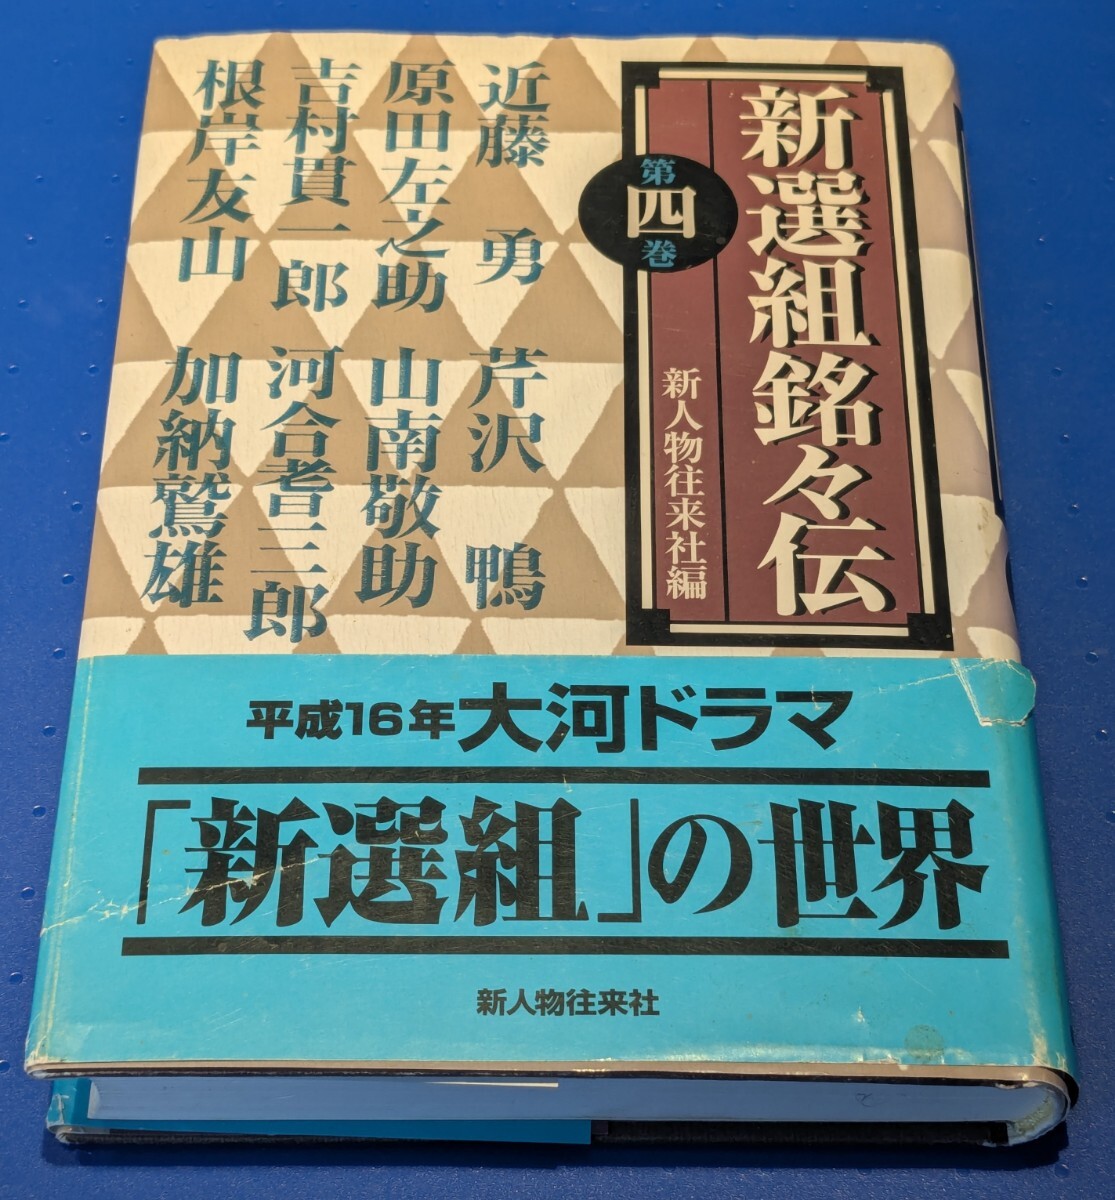 新選組銘々伝
第四巻
新人物往来社編
近藤 勇
芹沢 鴨
原田左之助
山南敬助
吉村貫一郎
河合耆三郎
根岸友山
加納鷲雄
平成16年大河ドラマ
「新選組」の世界
新人物往来社